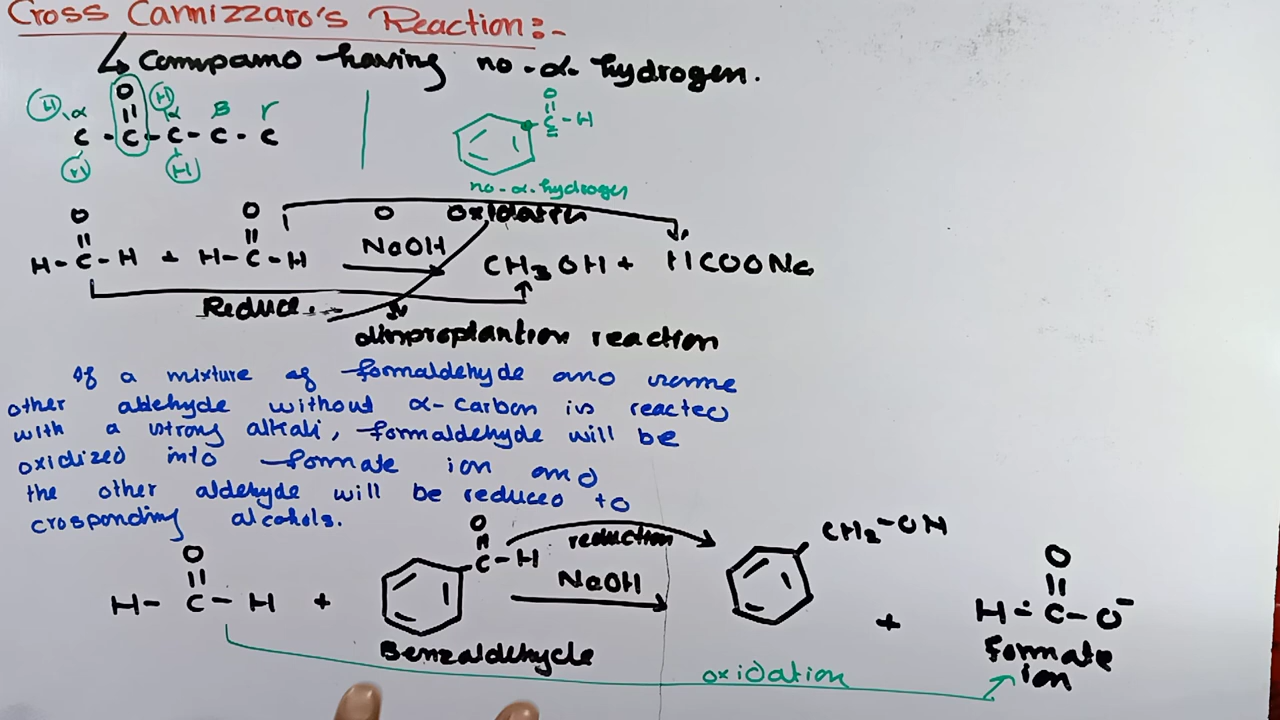 Cross Cannizzaro's Reaction:-
↳ Compamo having no-α-hydrogen.
O
||
H α H α β γ
C - C - C - C - C
H H
O
||
C - H
no-α-hydrogen
O O O oxidation
|| ||
H-C-H + H-C-H NaOH → CH3OH + HCOONa
Reduce
disproplantion reaction
If a mixture of formaldehyde and some
other aldehyde without α-carbon is reacted
with a strong alkali, formaldehyde will be
oxidized into formate ion and
the other aldehyde will be reduced to
crosponding alcohols.
O O reduction CH2-OH O
|| || ||
H-C-H + C-H NaOH → + H-C-O⁻
Benzaldehyde
formate
ion
oxidation